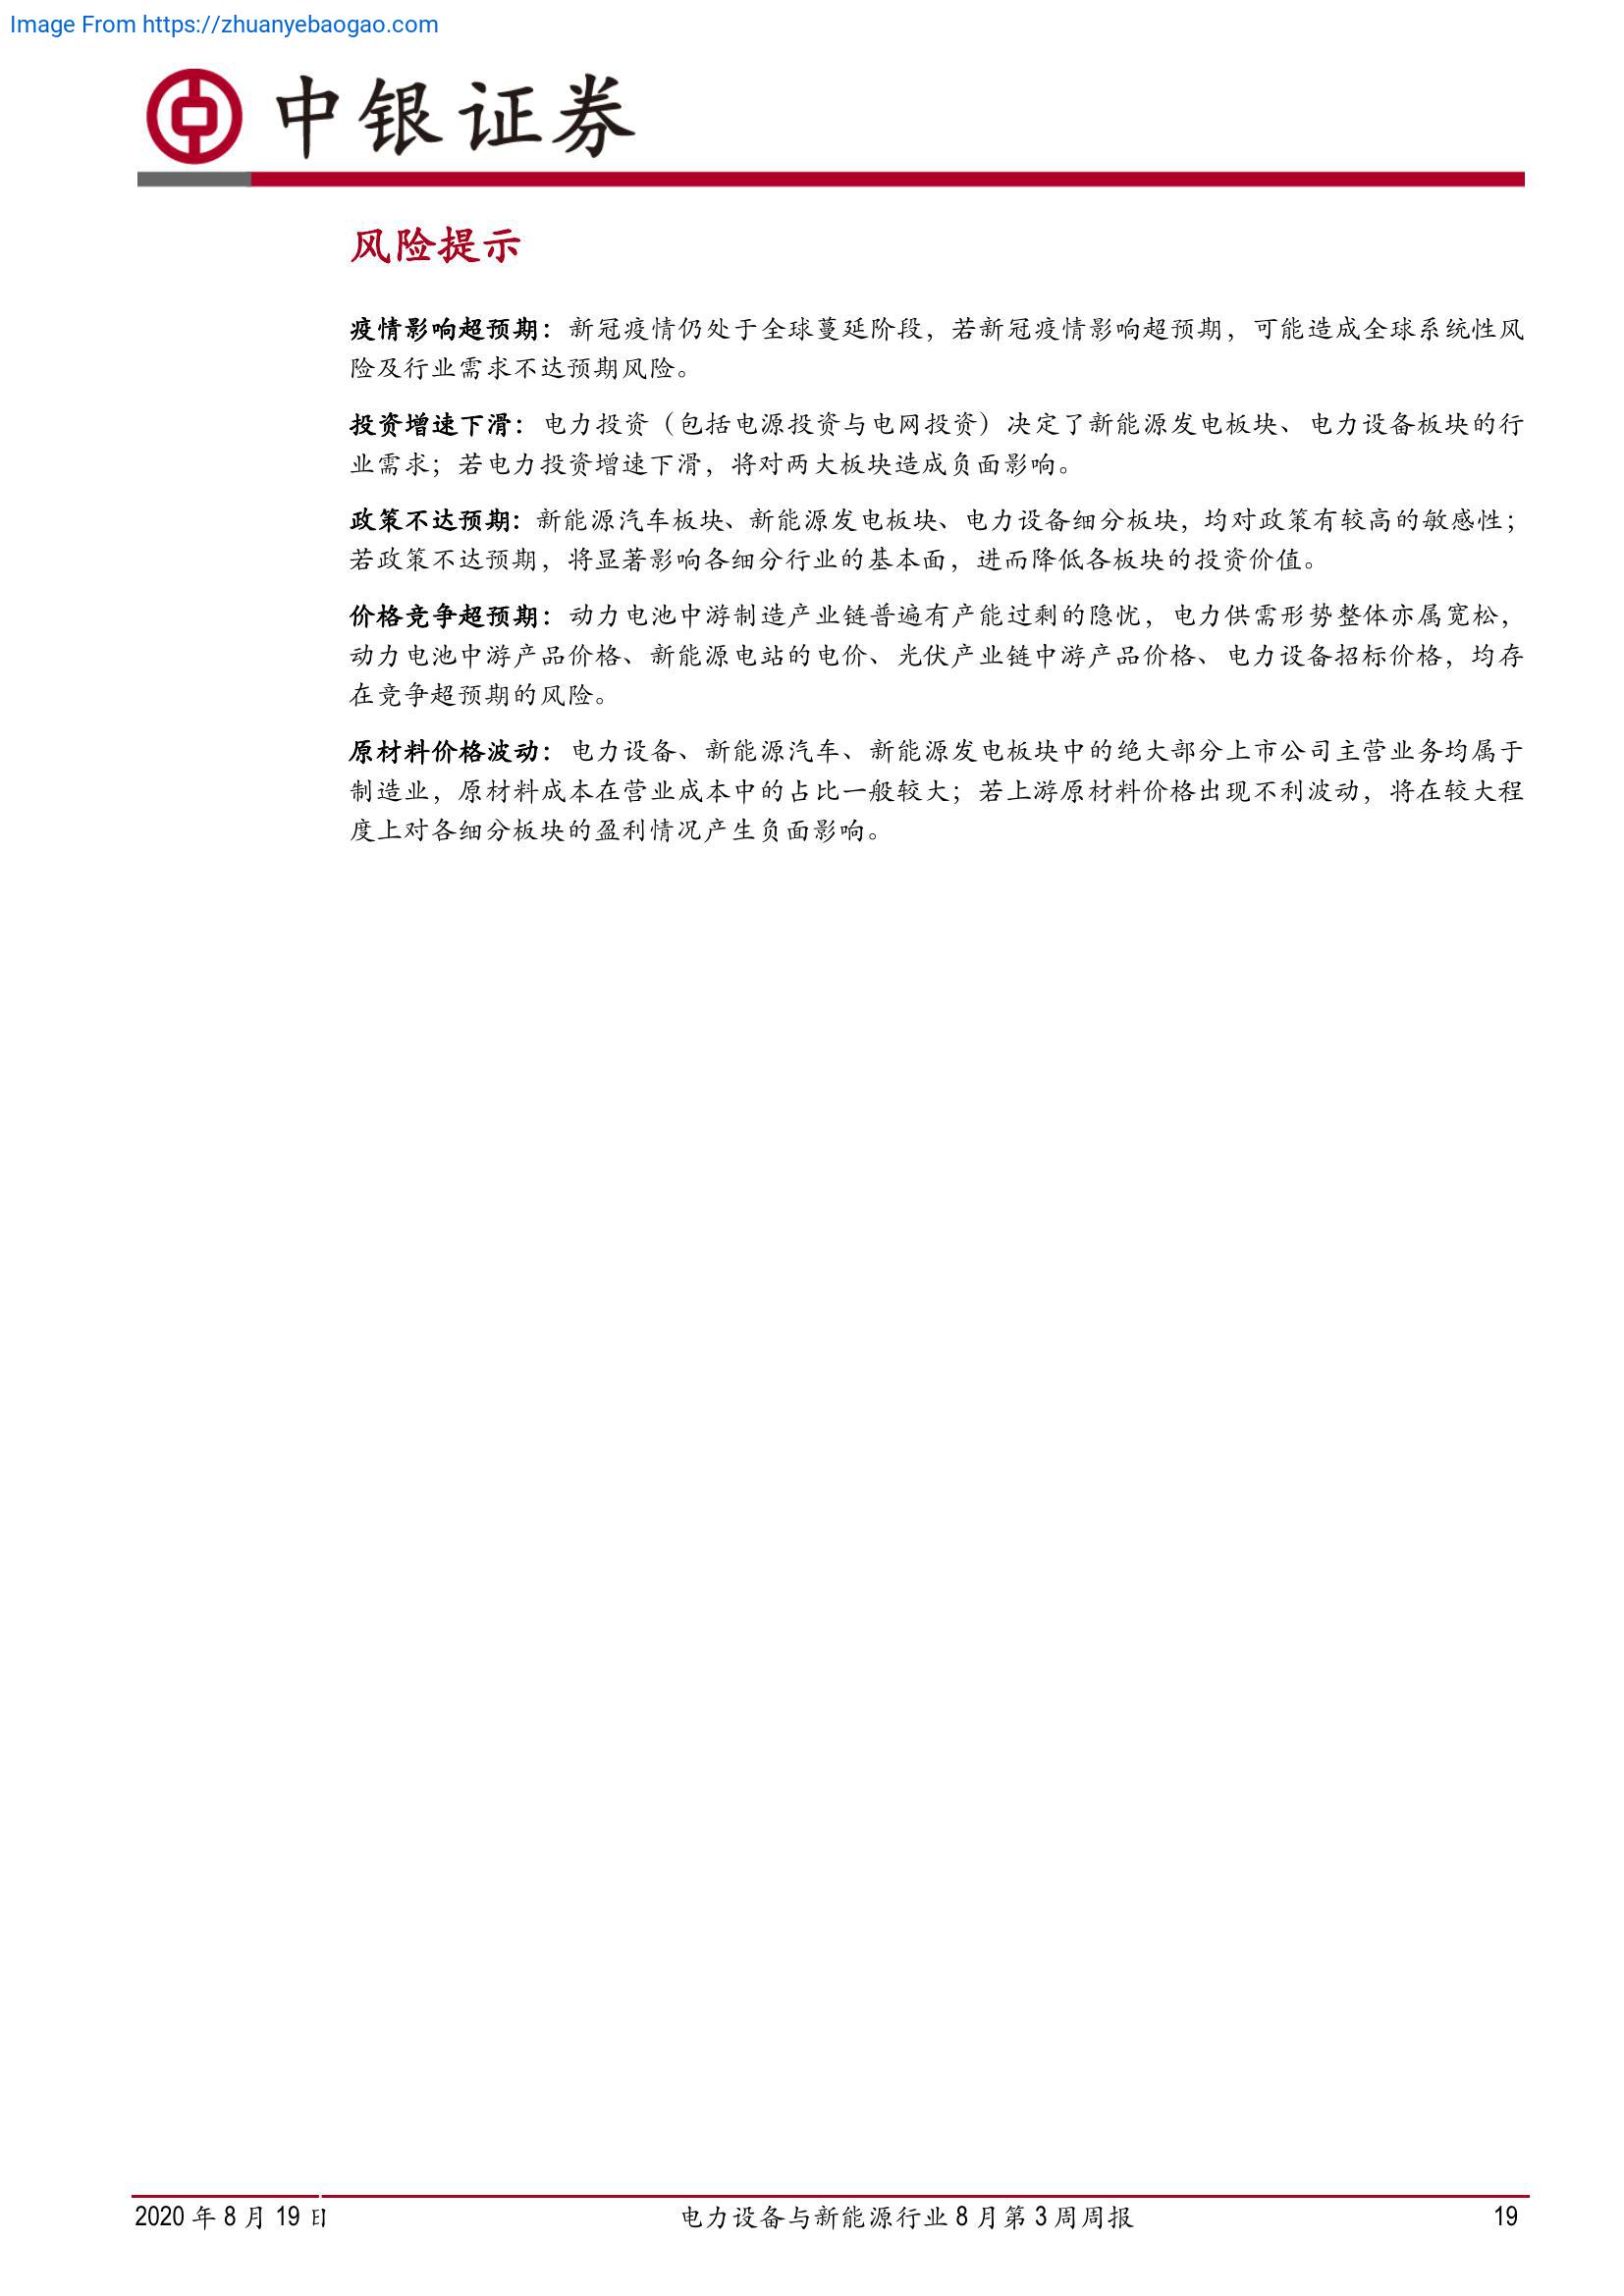 Image From https://zhuanyebaogao.com
中银证券
风险提示
疫情影响超预期：新冠疫情仍处于全球蔓延阶段，若新冠疫情影响超预期，可能造成全球系统性风
险及行业需求不达预期风险。
投资增速下滑：电力投资（包括电源投资与电网投资）决定了新能源发电板块、电力设备板块的行
业需求；若电力投资增速下滑，将对两大板块造成负面影响。
政策不达预期：新能源汽车板块、新能源发电板块、电力设备细分板块，均对政策有较高的敏感性；
若政策不达预期，将显著影响各细分行业的基本面，进而降低各板块的投资价值。
价格竞争超预期：动力电池中游制造产业链普遍有产能过剩的隐忧，电力供需形势整体亦属宽松，
动力电池中游产品价格、新能源电站的电价、光伏产业链中游产品价格、电力设备招标价格，均存
在竞争超预期的风险。
原材料价格波动：电力设备、新能源汽车、新能源发电板块中的绝大部分上市公司主营业务均属于
制造业，原材料成本在营业成本中的占比一般较大；若上游原材料价格出现不利波动，将在较大程
度上对各细分板块的盈利情况产生负面影响。
2020 年 8 月 19 日 电力设备与新能源行业 8 月第 3 周周报 19